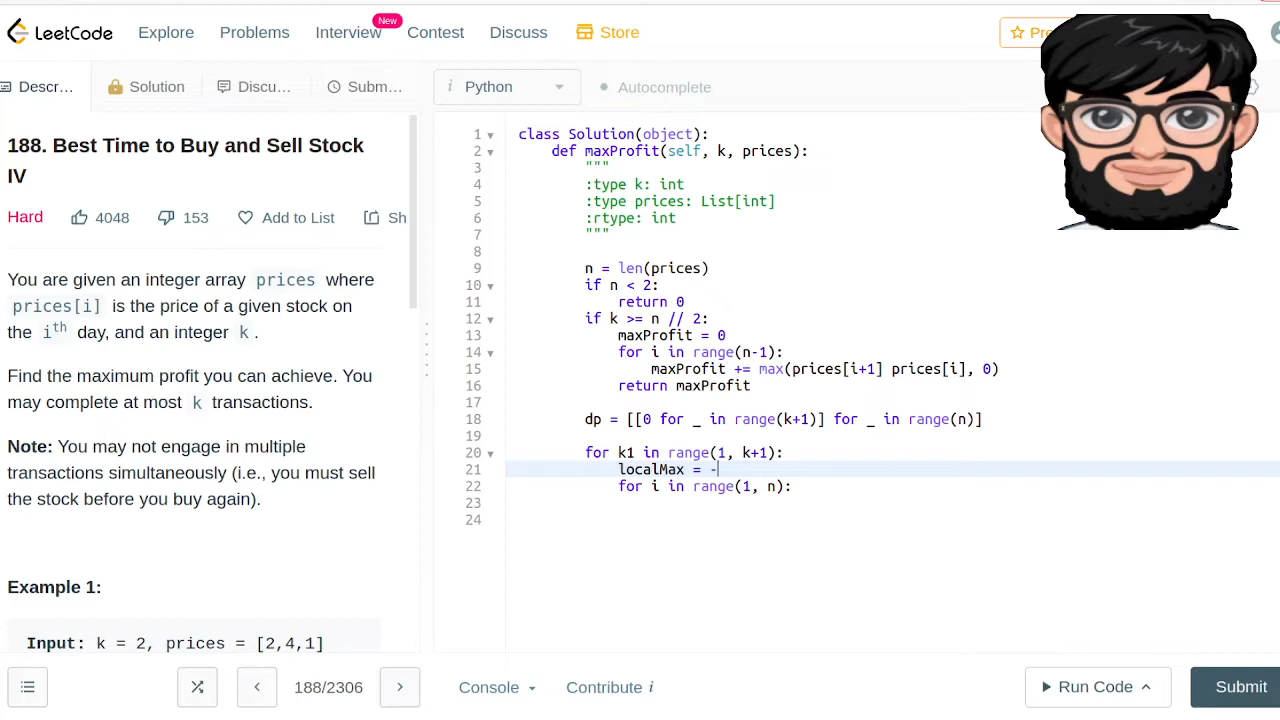 LeetCode Explore Problems Interview New Contest Discuss Store Pre
Descr... Solution Discu... Subm... i Python Autocomplete
188. Best Time to Buy and Sell Stock
IV
Hard 4048 153 Add to List Sh
You are given an integer array prices where
prices[i] is the price of a given stock on
the ith day, and an integer k.
Find the maximum profit you can achieve. You
may complete at most k transactions.
Note: You may not engage in multiple
transactions simultaneously (i.e., you must sell
the stock before you buy again).
Example 1:
Input: k = 2, prices = [2,4,1]
1 class Solution(object):
2 def maxProfit(self, k, prices):
3 """
4 :type k: int
5 :type prices: List[int]
6 :rtype: int
7 """
8
9 n = len(prices)
10 if n < 2:
11 return 0
12 if k >= n // 2:
13 maxProfit = 0
14 for i in range(n-1):
15 maxProfit += max(prices[i+1] prices[i], 0)
16 return maxProfit
17
18 dp = [[0 for _ in range(k+1)] for _ in range(n)]
19
20 for k1 in range(1, k+1):
21 localMax = -
22 for i in range(1, n):
23
24
188/2306 Console Contribute i Run Code Submit